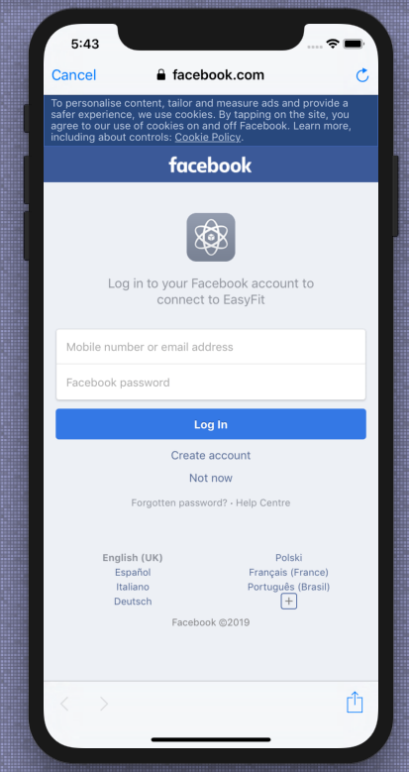 5:43
Cancel facebook.com
To personalise content, tailor and measure ads and provide a
safer experience, we use cookies. By tapping on the site, you
agree to our use of cookies on and off Facebook. Learn more,
including about controls: Cookie Policy.
facebook
Log in to your Facebook account to
connect to EasyFit
Mobile number or email address
Facebook password
Log In
Create account
Not now
Forgotten password? · Help Centre
English (UK) Polski
Español Français (France)
Italiano Português (Brasil)
Deutsch +
Facebook ©2019